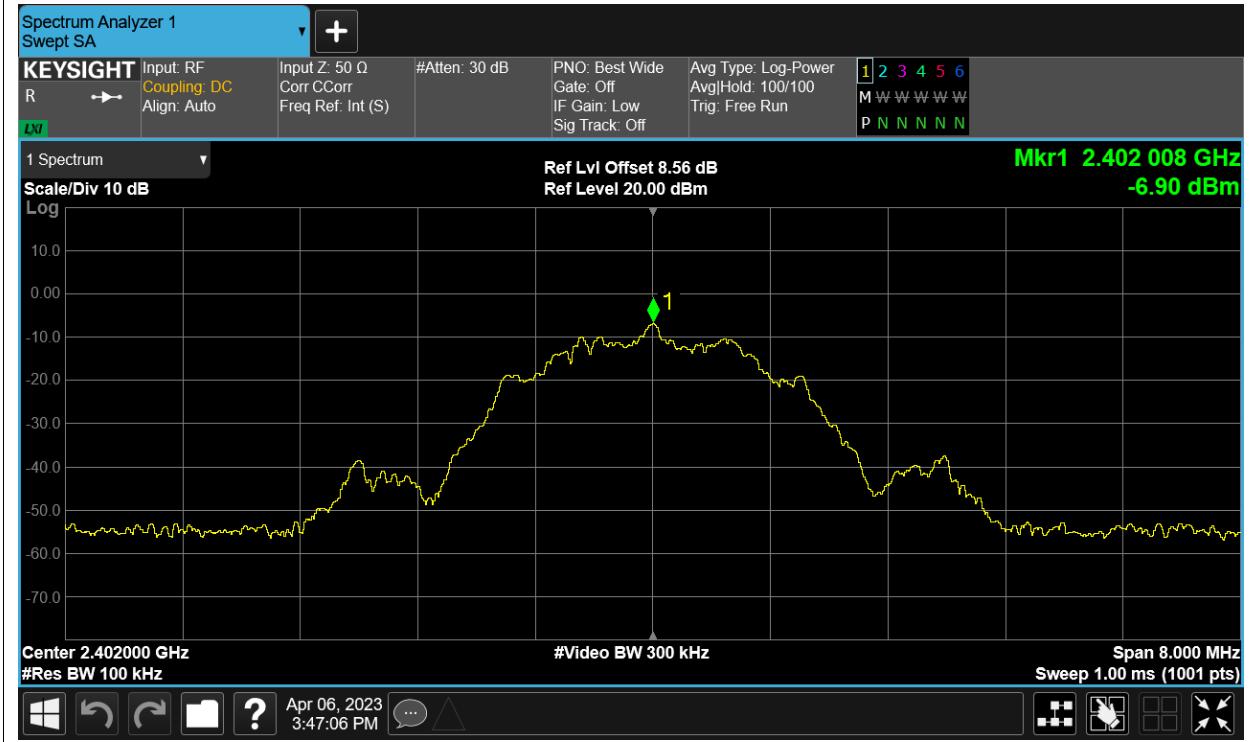 Spectrum Analyzer 1
Swept SA
+
KEYSIGHT
R
LXI
Input: RF
Coupling: DC
Align: Auto
Input Z: 50 Ω
Corr CCorr
Freq Ref: Int (S)
#Atten: 30 dB
PNO: Best Wide
Gate: Off
IF Gain: Low
Sig Track: Off
Avg Type: Log-Power
Avg|Hold: 100/100
Trig: Free Run
1 2 3 4 5 6
M W W W W W W
P N N N N N N
1 Spectrum
Scale/Div 10 dB
Log
Ref Lvl Offset 8.56 dB
Ref Level 20.00 dBm
Mkr1 2.402 008 GHz
-6.90 dBm
10.0
0.00
-10.0
-20.0
-30.0
-40.0
-50.0
-60.0
-70.0
1
Center 2.402000 GHz
#Res BW 100 kHz
#Video BW 300 kHz
Span 8.000 MHz
Sweep 1.00 ms (1001 pts)
?
Apr 06, 2023
3:47:06 PM